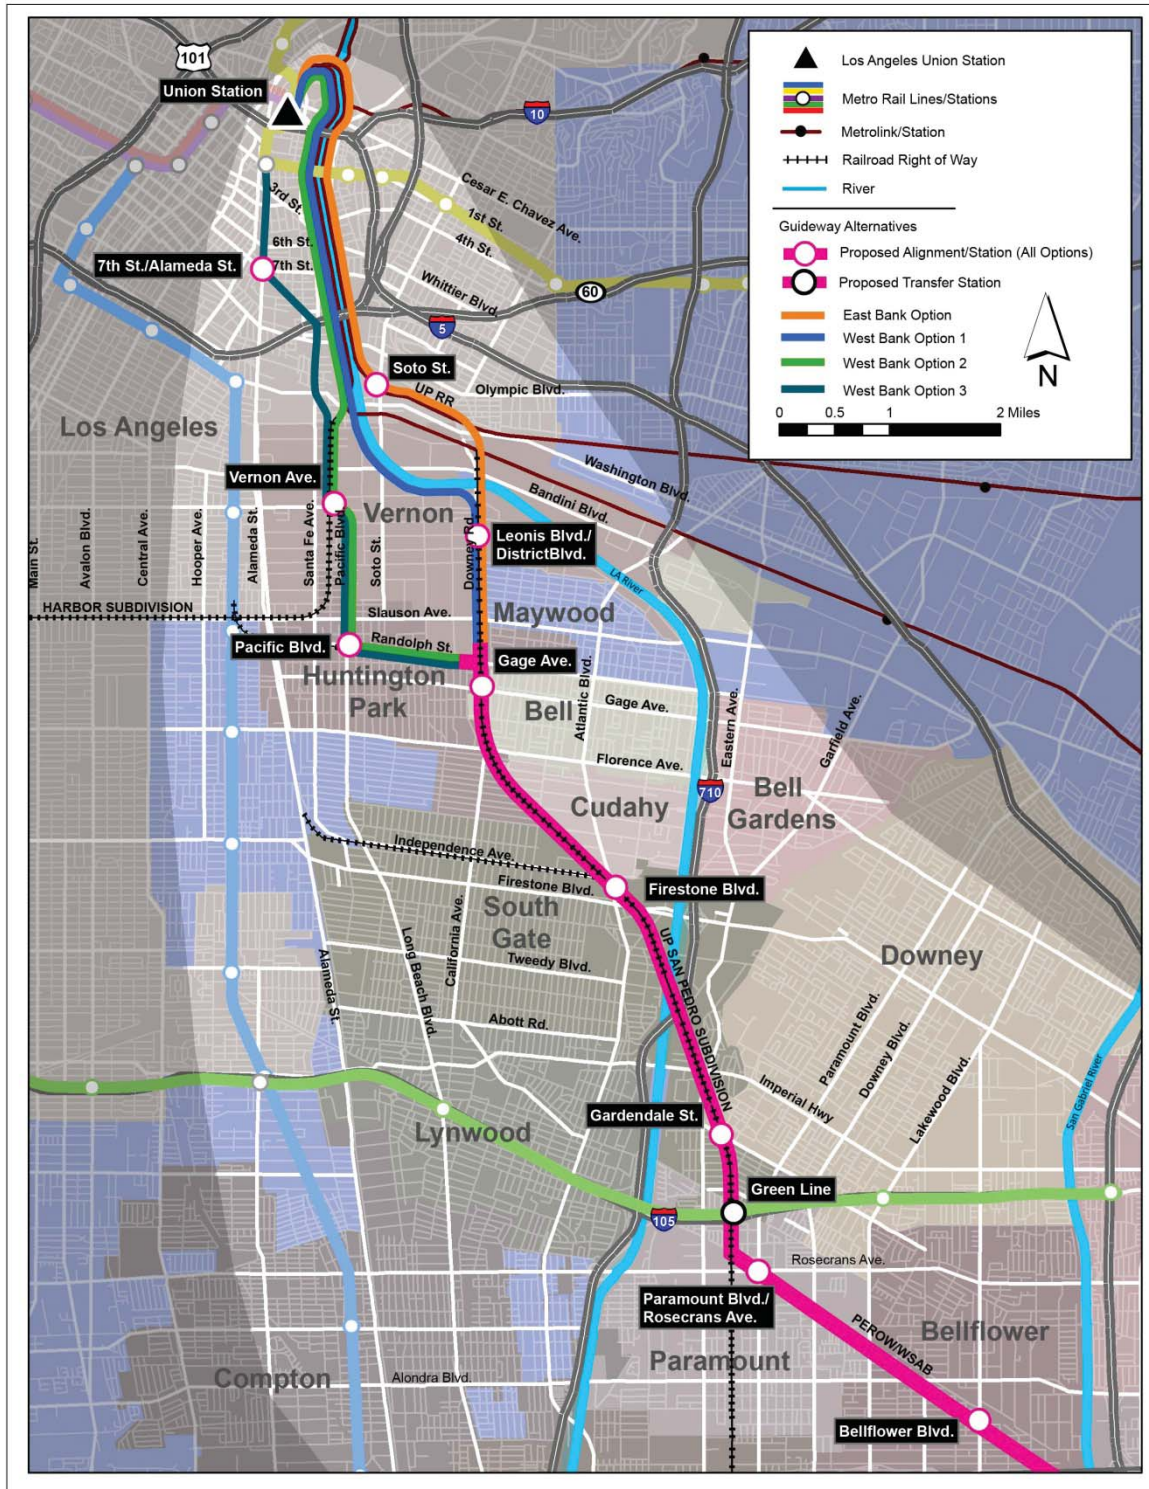 101
Union Station
10
Los Angeles Union Station
Metro Rail Lines/Stations
Metrolink/Station
Railroad Right of Way
River
Guideway Alternatives
Proposed Alignment/Station (All Options)
Proposed Transfer Station
East Bank Option
West Bank Option 1
West Bank Option 2
West Bank Option 3
N
0 0.5 1 2 Miles
3rd St.
Cesar E. Chavez Ave.
1st St.
4th St.
6th St.
7th St./Alameda St.
7th St.
Whittier Blvd.
60
5
Soto St.
UP RR
Olympic Blvd.
Los Angeles
Vernon Ave.
Washington Blvd.
Bandini Blvd.
Vernon
Leonis Blvd./
DistrictBlvd.
Main St.
Avalon Blvd.
Central Ave.
Hooper Ave.
Alameda St.
Santa Fe Ave.
Pacific Blvd.
Soto St.
Downey Rd.
LA River
HARBOR SUBDIVISION
Slauson Ave.
Maywood
Pacific Blvd.
Randolph St.
Gage Ave.
Huntington
Park
Bell
Atlantic Blvd.
Gage Ave.
Eastern Ave.
Garfield Ave.
Florence Ave.
710
Bell
Gardens
Cudahy
Independence Ave.
Firestone Blvd.
Firestone Blvd.
South
Gate
Tweedy Blvd.
Downey
Alameda St.
Long Beach Blvd.
California Ave.
UP SAN PEDRO SUBDIVISION
Abott Rd.
Paramount Blvd.
Downey Blvd.
Lakewood Blvd.
Imperial Hwy
San Gabriel River
Gardendale St.
Lynwood
Green Line
105
Rosecrans Ave.
Paramount Blvd./
Rosecrans Ave.
PEROW/WSAB
Bellflower
Paramount
Compton
Alondra Blvd.
Bellflower Blvd.